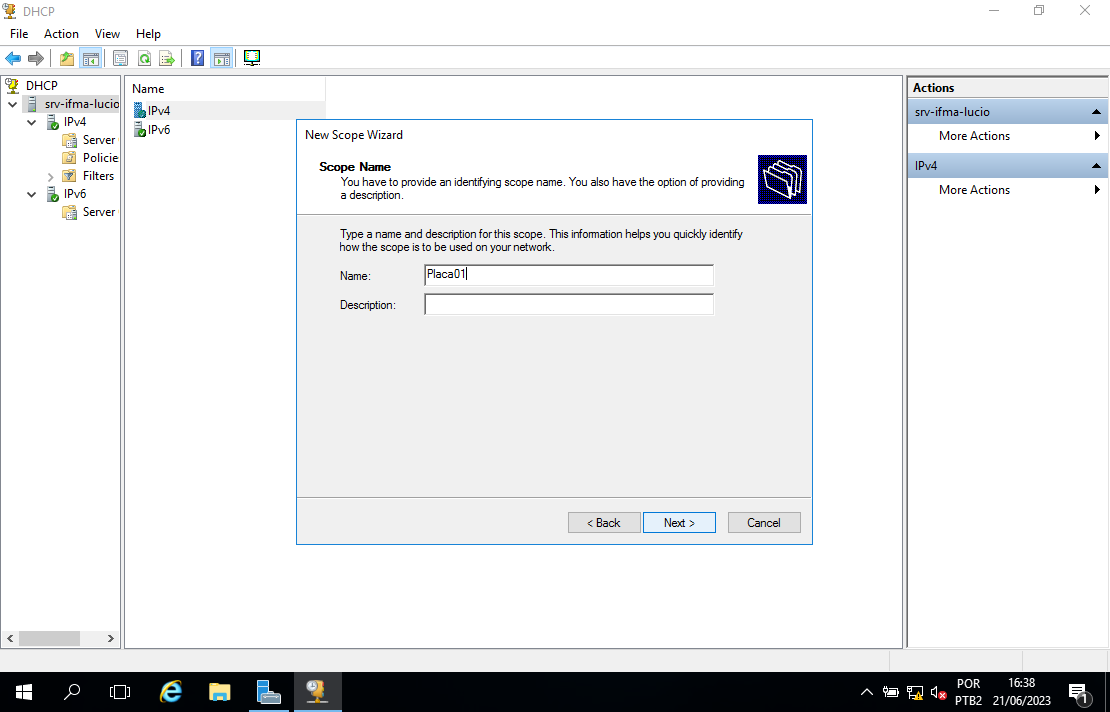 DHCP
File Action View Help
DHCP
srv-ifma-lucio
IPv4
Server
Policie
Filters
IPv6
Server
Name
IPv4
IPv6
New Scope Wizard
Scope Name
You have to provide an identifying scope name. You also have the option of providing
a description.
Type a name and description for this scope. This information helps you quickly identify
how the scope is to be used on your network.
Name: Placa01
Description:
< Back Next > Cancel
Actions
srv-ifma-lucio
More Actions
IPv4
More Actions
POR
PTB2
16:38
21/06/2023
1